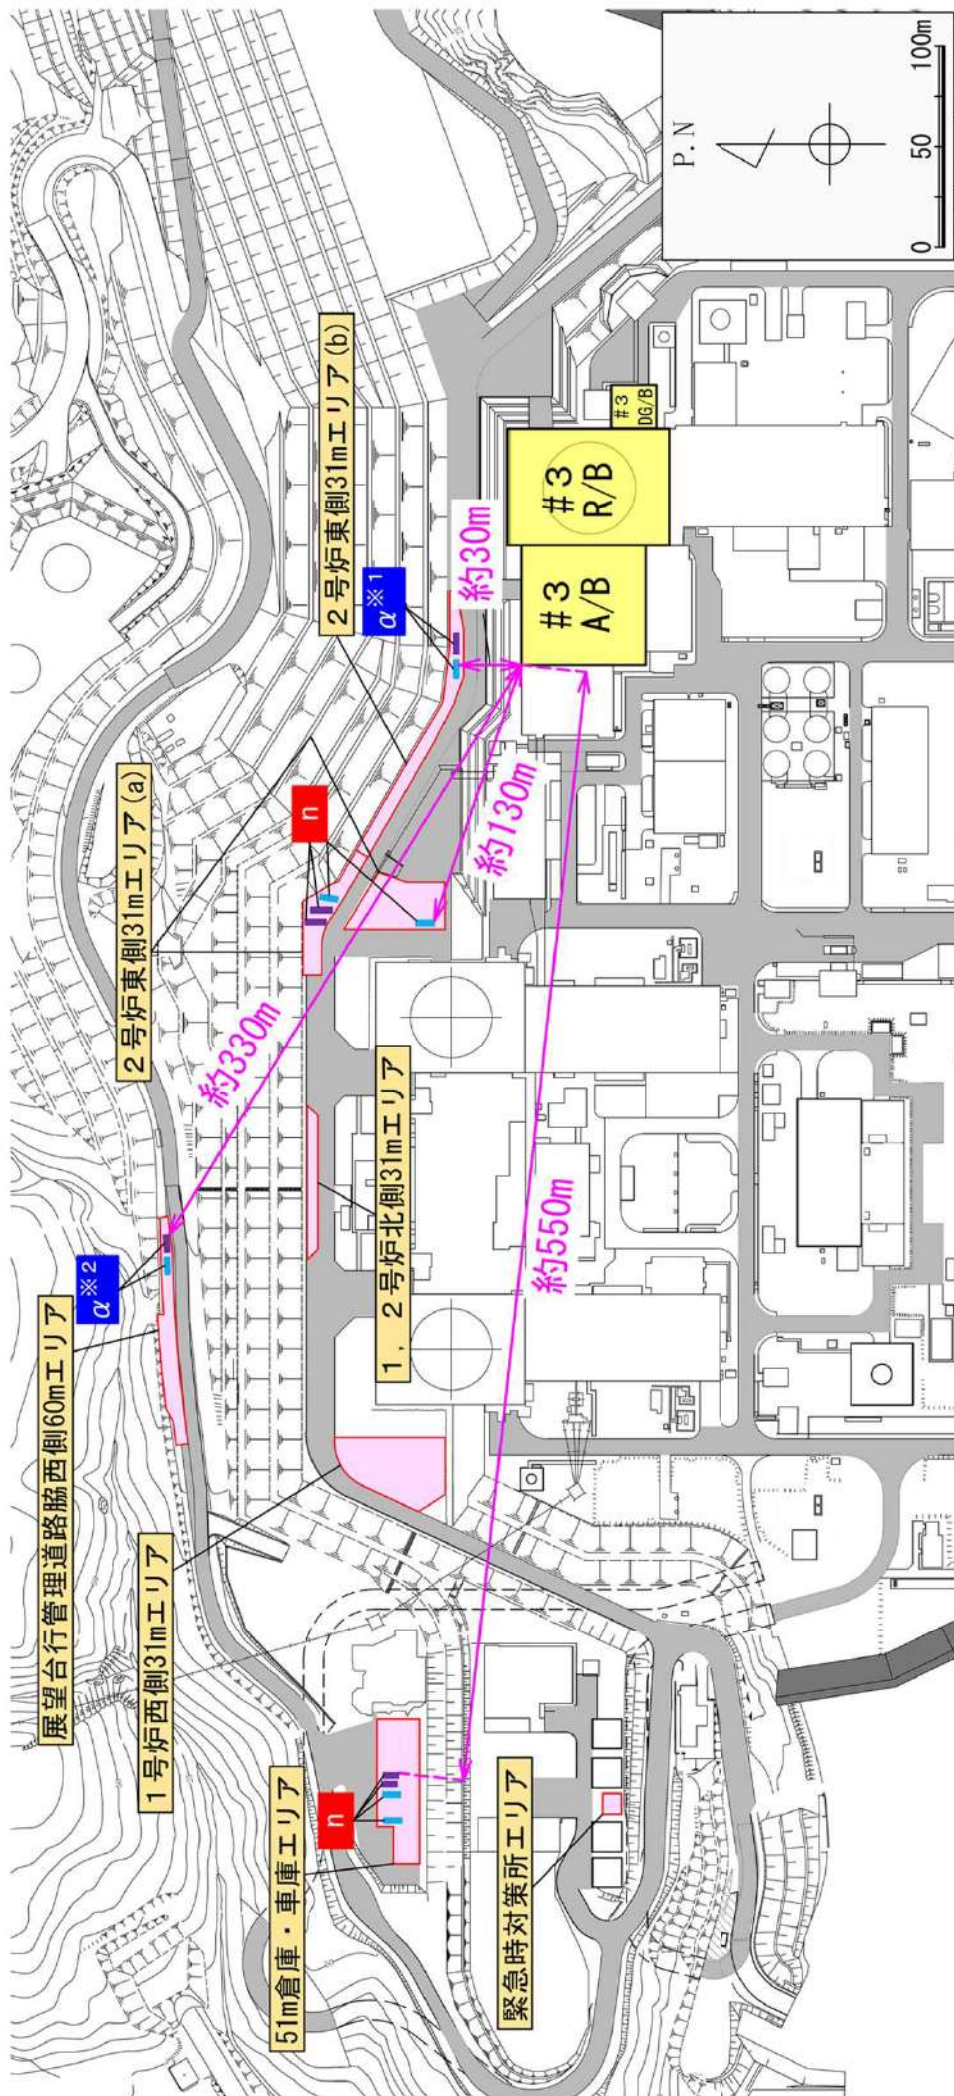 展望台行管理道路脇西側60mエリア
α※2
1号炉西側31mエリア
51m倉庫・車庫エリア
n
緊急時対策所エリア
2号炉東側31mエリア(a)
n
2号炉東側31mエリア(b)
α※1
1,2号炉北側31mエリア
約330m
約30m
約130m
約550m
#3
A/B
#3
R/B
#3
DG/B
P.N
0
50
100m